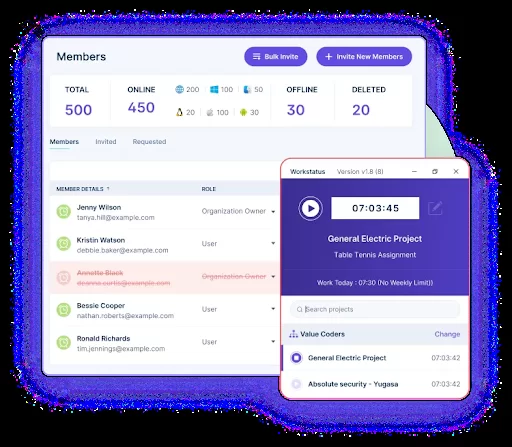 Members
Bulk Invite
Invite New Members
TOTAL
500
ONLINE
450
200
100
50
20
100
30
OFFLINE
30
DELETED
20
Members Invited Requested
MEMBER DETAILS ROLE
Jenny Wilson
tanya.hill@example.com
Organization Owner
Kristin Watson
debbie.baker@example.com
User
Annette Black
deanna.curtis@example.com
Organization Owner
Bessie Cooper
nathan.roberts@example.com
User
Ronald Richards
tim.jennings@example.com
User
Workstatus Version v1.8 (8)
07:03:45
General Electric Project
Table Tennis Assignment
Work Today : 07:30 (No Weekly Limit))
Search projects
Value Coders Change
General Electric Project 07:03:42
Absolute security - Yugasa 07:03:42